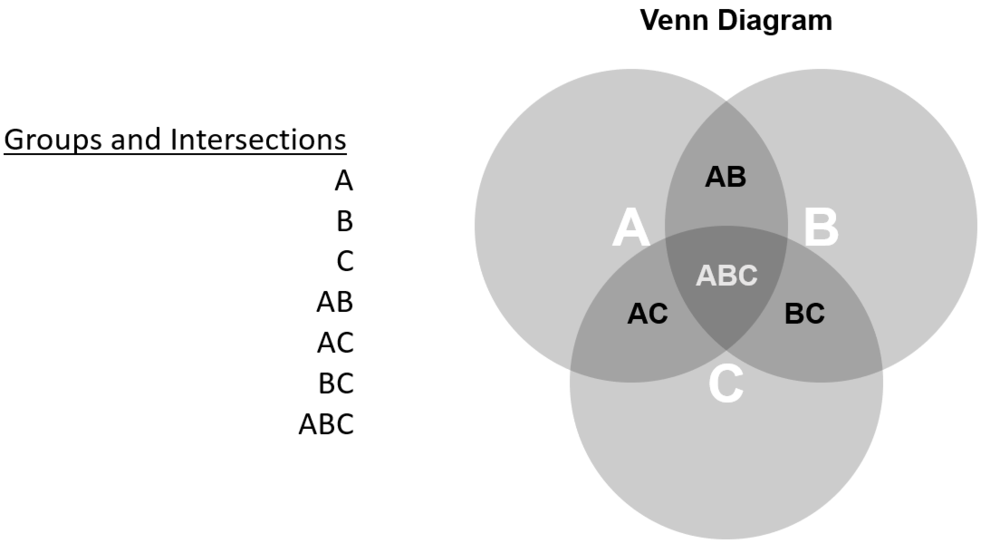 Venn Diagram
Groups and Intersections
A
B
C
AB
AC
BC
ABC
AB
A
B
ABC
AC
BC
C